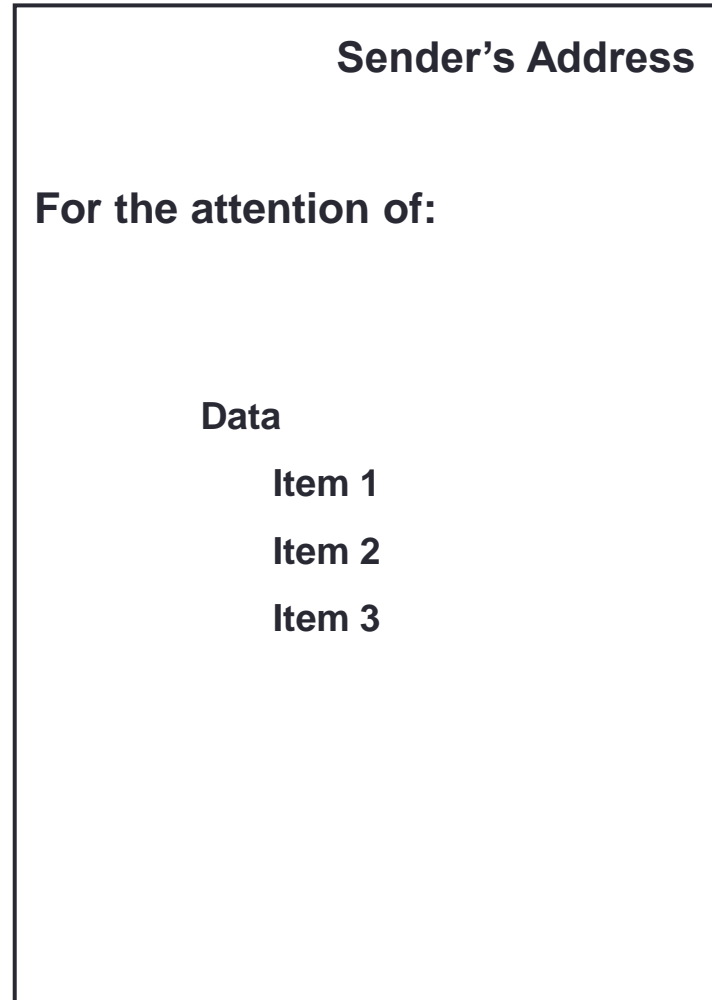 Sender’s Address
For the attention of:
Data
Item 1
Item 2
Item 3